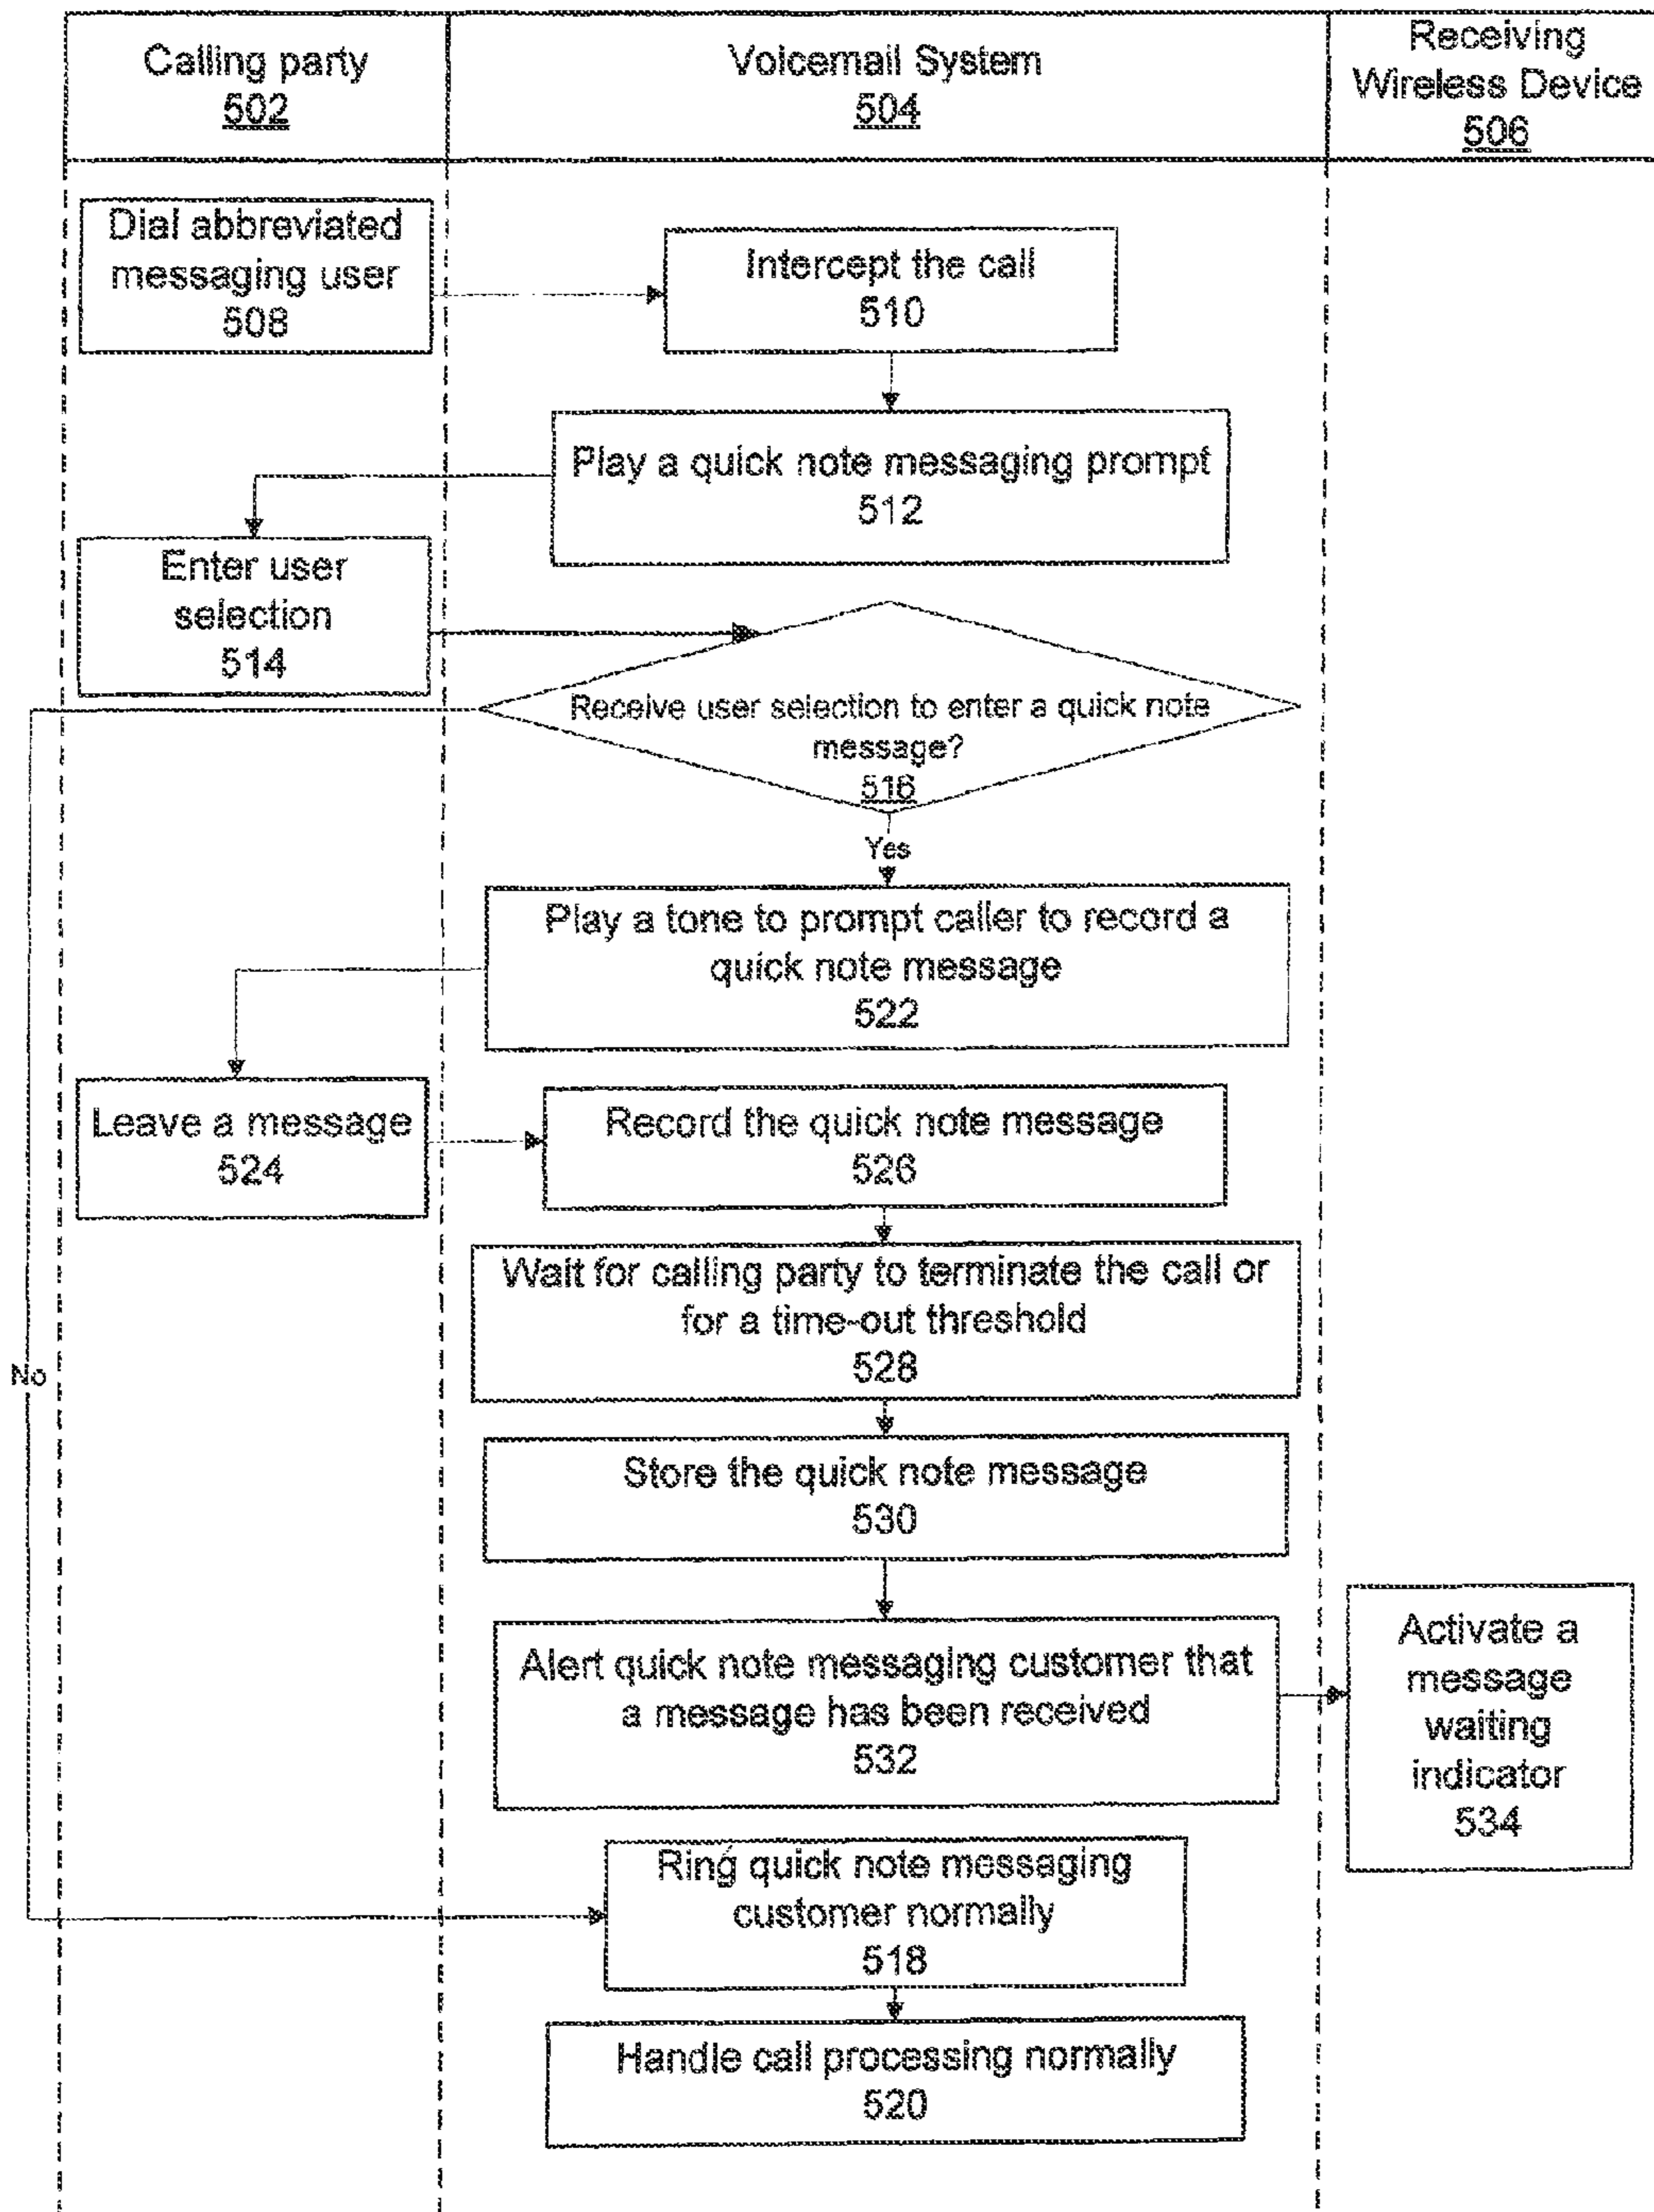 Calling party
502
Voicemail System
504
Receiving
Wireless Device
506
Dial abbreviated
messaging user
508
Intercept the call
510
Play a quick note messaging prompt
512
Enter user
selection
514
Receive user selection to enter a quick note
message?
516
Yes
Play a tone to prompt caller to record a
quick note message
522
Leave a message
524
Record the quick note message
526
Wait for calling party to terminate the call or
for a time-out threshold
528
No
Store the quick note message
530
Alert quick note messaging customer that
a message has been received
532
Activate a
message
waiting
indicator
534
Ring quick note messaging
customer normally
518
Handle call processing normally
520